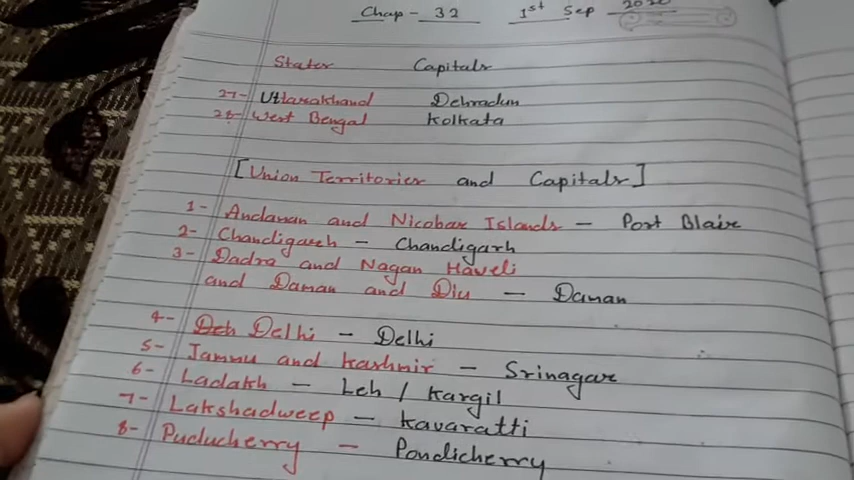 Chap - 32 1st Sep 2020
States Capitals
27- Uttarakhand Dehradun
28- West Bengal Kolkata
[Union Territories and Capitals]
1- Andaman and Nicobar Islands - Port Blair
2- Chandigarh - Chandigarh
3- Dadra and Nagar Haveli
and Daman and Diu - Daman
4- Deh Delhi - Delhi
5- Jammu and Kashmir - Srinagar
6- Ladakh - Leh / Kargil
7- Lakshadweep - Kavaratti
8- Puducherry - Pondicherry